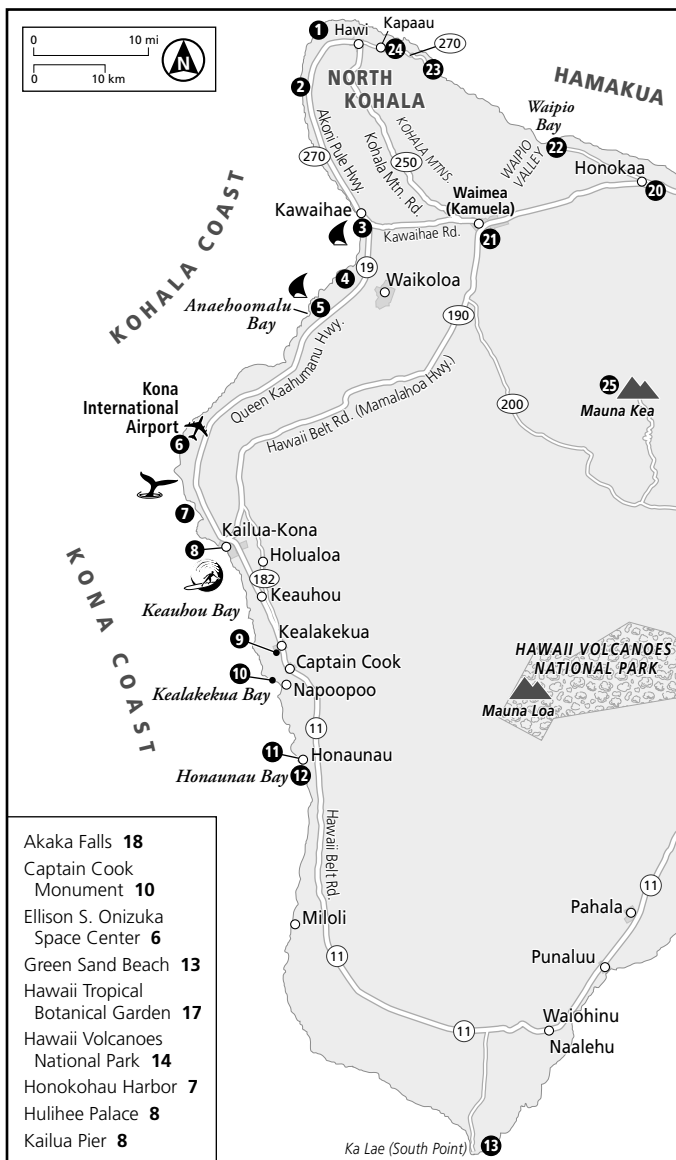 0 10 mi
0 10 km
N
1
Hawi
Kapaau
24
270
23
2
NORTH
KOHALA
HAMAKUA
Waipio
Bay
22
WAIPIO
VALLEY
Honokaa
20
270
Akoni Pule Hwy.
Kohala Mtn. Rd.
KOHALA MTNS
250
Waimea
(Kamuela)
21
Kawaihae
3
Kawaihae Rd.
KOHALA COAST
4
19
Waikoloa
5
Anaehoomalu
Bay
Queen Kaahumanu Hwy.
190
Hawaii Belt Rd. (Mamalahoa Hwy.)
200
25
Mauna Kea
Kona
International
Airport
6
7
Kailua-Kona
8
Holualoa
182
Keauhou
Keauhou Bay
KONA COAST
Kealakekua
9
Captain Cook
10
Napoopoo
Kealakekua Bay
HAWAII VOLCANOES
NATIONAL PARK
Mauna Loa
11
11
Honaunau
Honaunau Bay
12
Hawaii Belt Rd.
Miloli
11
11
Pahala
11
Punaluu
Waiohinu
Naalehu
Ka Lae (South Point)
13
Akaka Falls 18
Captain Cook
Monument 10
Ellison S. Onizuka
Space Center 6
Green Sand Beach 13
Hawaii Tropical
Botanical Garden 17
Hawaii Volcanoes
National Park 14
Honokohau Harbor 7
Hulihee Palace 8
Kailua Pier 8